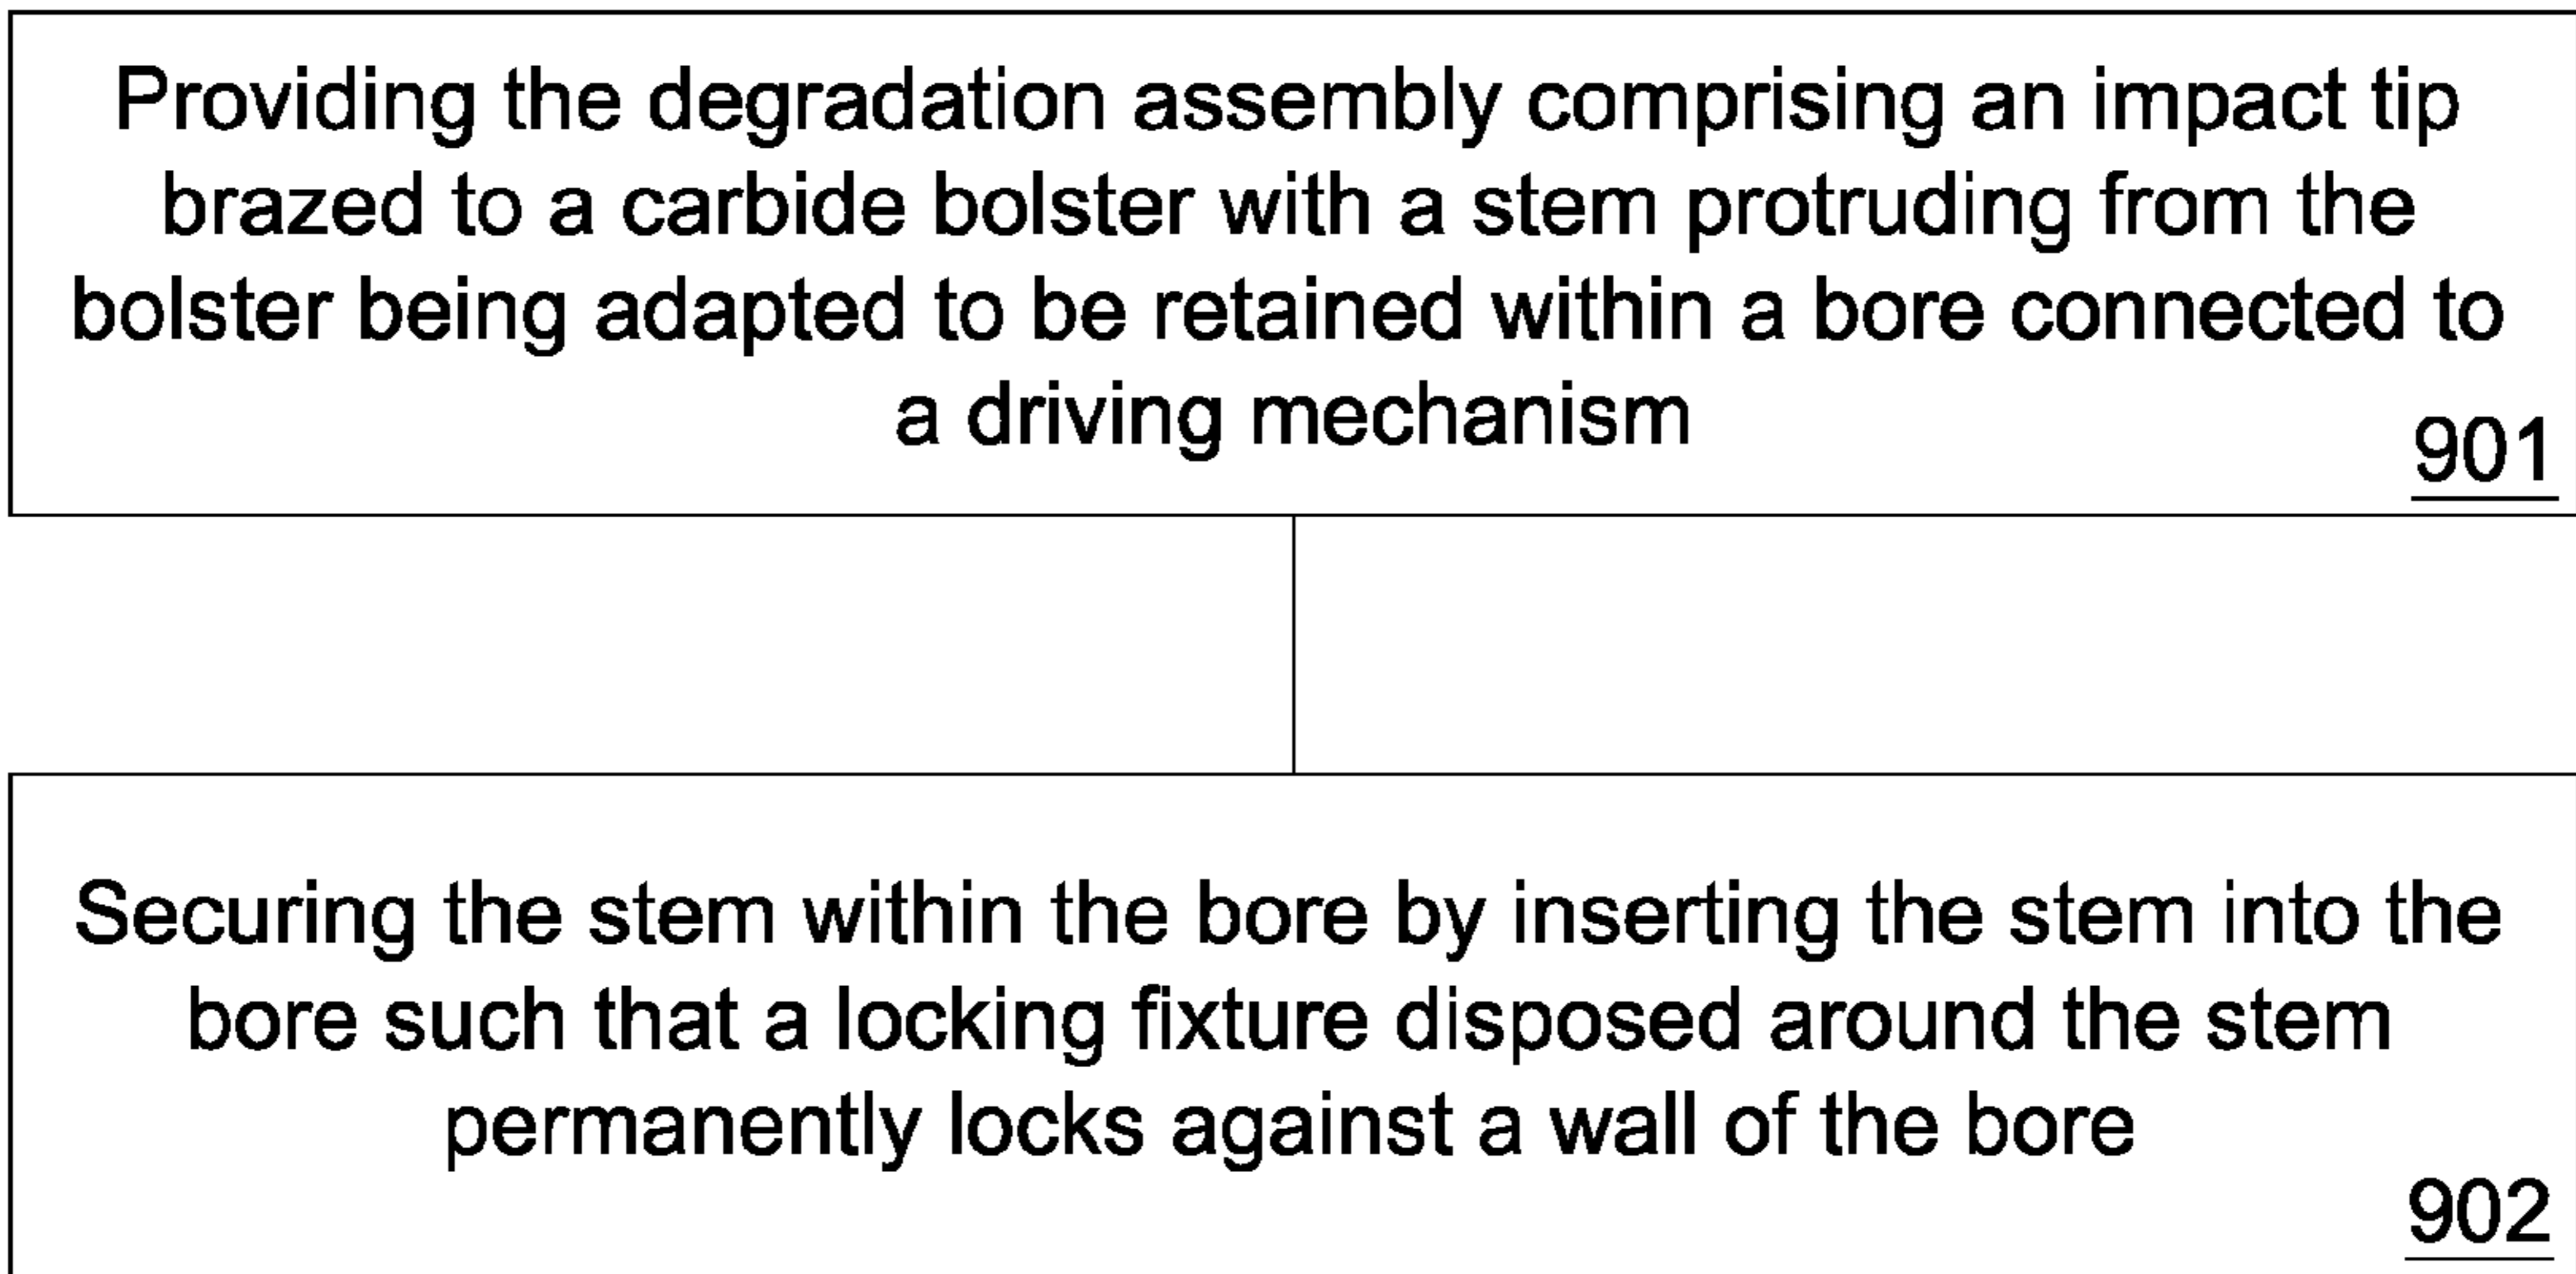 Providing the degradation assembly comprising an impact tip
brazed to a carbide bolster with a stem protruding from the
bolster being adapted to be retained within a bore connected to
a driving mechanism
901
Securing the stem within the bore by inserting the stem into the
bore such that a locking fixture disposed around the stem
permanently locks against a wall of the bore
902